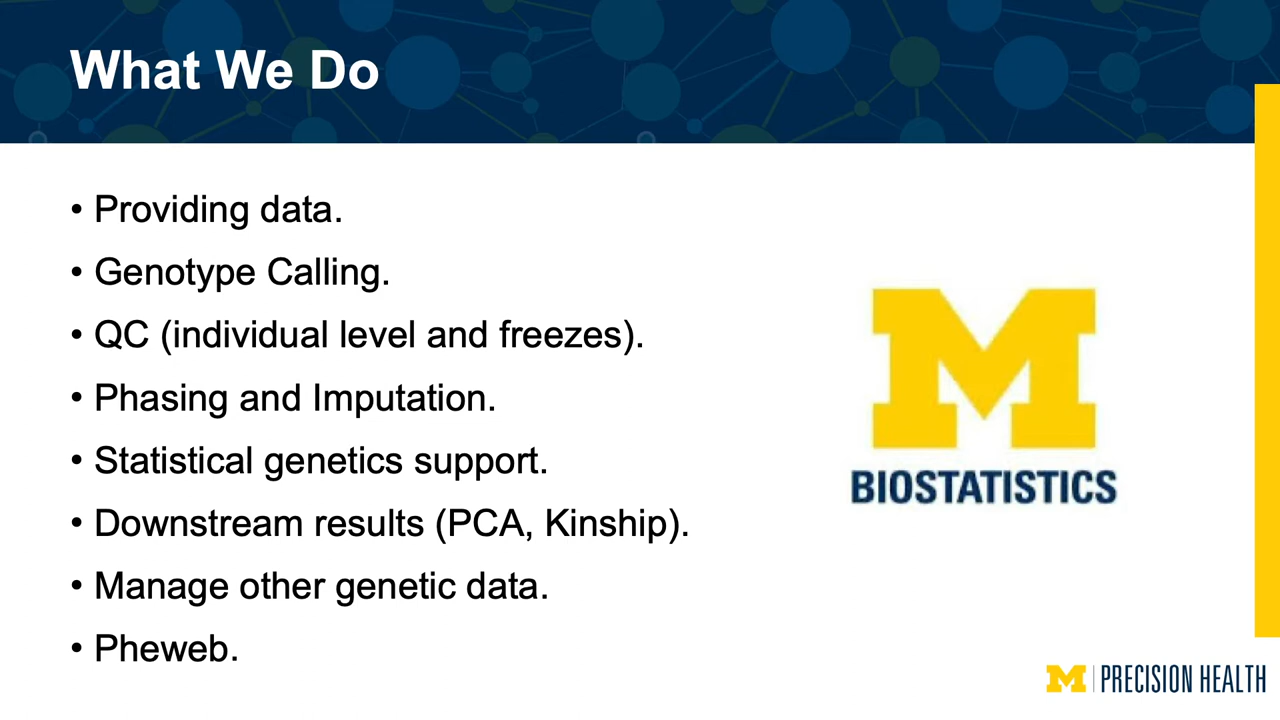 What We Do
• Providing data.
• Genotype Calling.
• QC (individual level and freezes).
• Phasing and Imputation.
• Statistical genetics support.
• Downstream results (PCA, Kinship).
• Manage other genetic data.
• Pheweb.
M
BIOSTATISTICS
M | PRECISION HEALTH